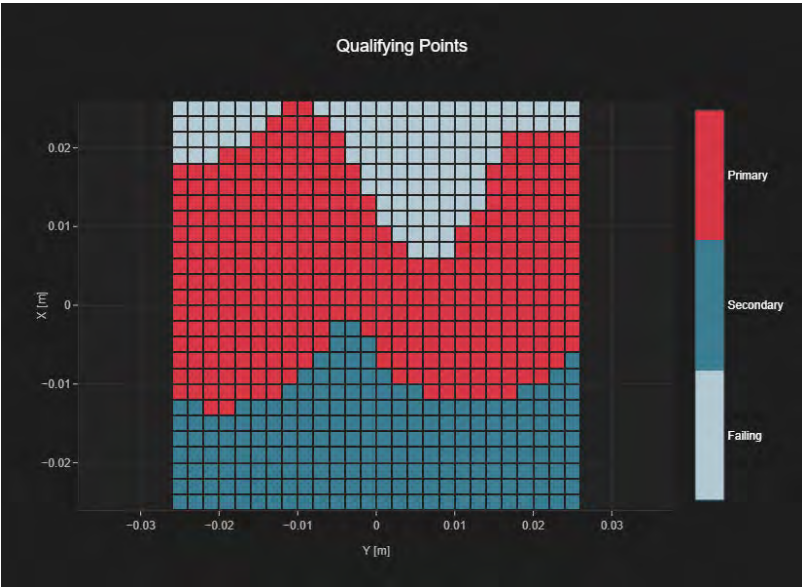 Qualifying Points
0.02
0.01
0
−0.01
−0.02
X [m]
−0.03
−0.02
−0.01
0
0.01
0.02
0.03
Y [m]
Primary
Secondary
Failing